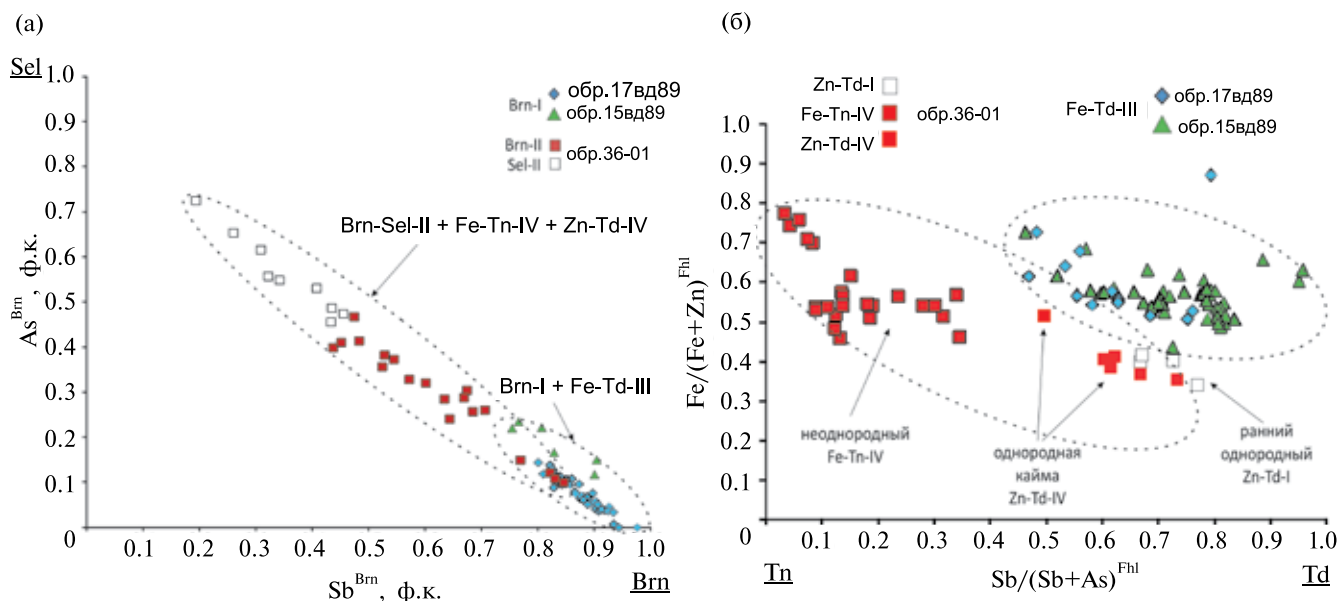 (а)
Sel
1.0
0.9
0.8
0.7
0.6
0.5
0.4
0.3
0.2
0.1
0
As^Brn, ф.к.
Brn-I
обр.17вд89
обр.15вд89
Brn-II
Sel-II
обр.36-01
Brn-Sel-II + Fe-Tn-IV + Zn-Td-IV
Brn-I + Fe-Td-III
0.1 0.2 0.3 0.4 0.5 0.6 0.7 0.8 0.9 1.0
Sb^Brn, ф.к.
Brn
(б)
Zn-Td-I
Fe-Tn-IV
обр.36-01
Zn-Td-IV
Fe-Td-III
обр.17вд89
обр.15вд89
1.0
0.9
0.8
0.7
0.6
0.5
0.4
0.3
0.2
0.1
0
Fe/(Fe+Zn)^Fhl
неоднородный
Fe-Tn-IV
однородная
кайма
Zn-Td-IV
ранний
однородный
Zn-Td-I
0.1 0.2 0.3 0.4 0.5 0.6 0.7 0.8 0.9 1.0
Tn
Sb/(Sb+As)^Fhl
Td